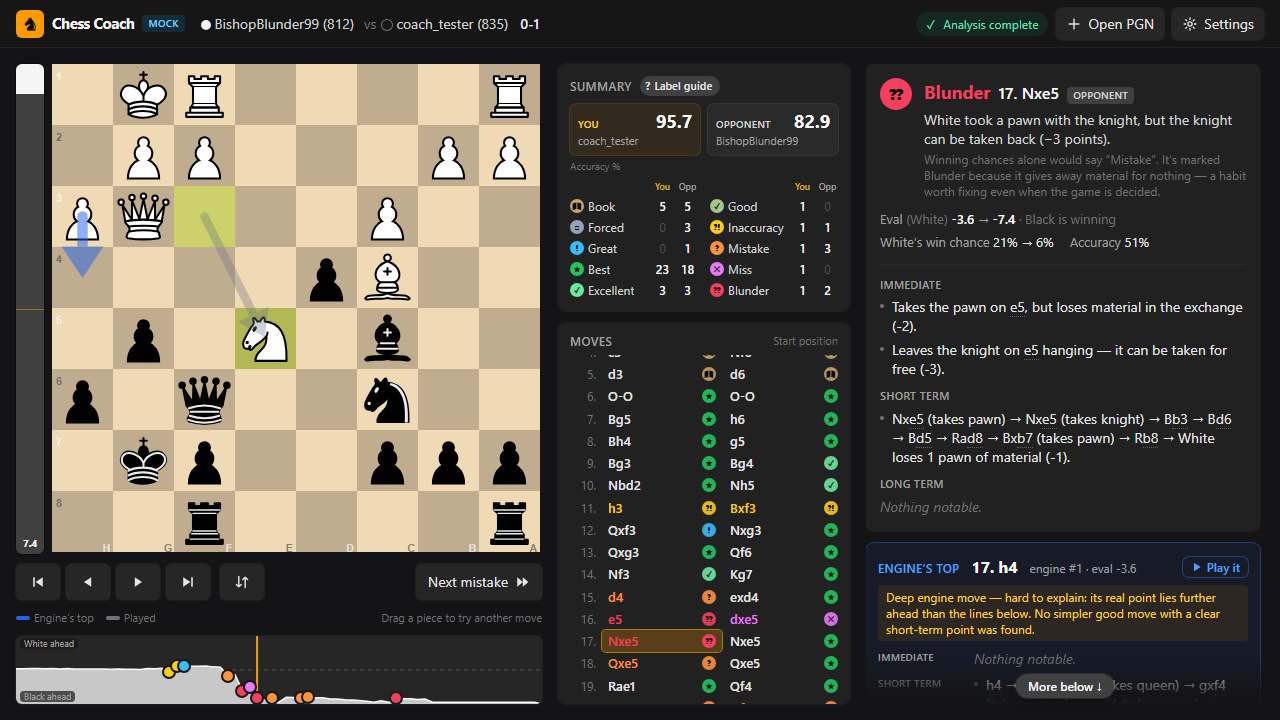 Chess Coach MOCK BishopBlunder99 (812) vs coach_tester (835) 0-1
✓ Analysis complete
+ Open PGN
Settings
1
2
3
4
5
6
7
8
H G F E D C B A
7.4
Next mistake
Engine's top Played
Drag a piece to try another move
White ahead
Black ahead
SUMMARY ? Label guide
YOU 95.7
coach_tester
OPPONENT 82.9
BishopBlunder99
Accuracy %
You Opp You Opp
Book 5 5 Good 1 0
Forced 0 3 Inaccuracy 1 1
Great 0 1 Mistake 1 3
Best 23 18 Miss 1 0
Excellent 3 3 Blunder 1 2
MOVES Start position
5. d3 d6
6. O-O O-O
7. Bg5 h6
8. Bh4 g5
9. Bg3 Bg4
10. Nbd2 Nh5
11. h3 Bxf3
12. Qxf3 Nxg3
13. Qxg3 Qf6
14. Nf3 Kg7
15. d4 exd4
16. e5 dxe5
17. Nxe5 Nxe5
18. Qxe5 Qxe5
19. Rae1 Qf4
?? Blunder 17. Nxe5 OPPONENT
White took a pawn with the knight, but the knight
can be taken back (−3 points).
Winning chances alone would say "Mistake". It's marked
Blunder because it gives away material for nothing — a habit
worth fixing even when the game is decided.
Eval (White) -3.6 → -7.4 · Black is winning
White's win chance 21% → 6% Accuracy 51%
IMMEDIATE
• Takes the pawn on e5, but loses material in the exchange
(-2).
• Leaves the knight on e5 hanging — it can be taken for
free (-3).
SHORT TERM
• Nxe5 (takes pawn) → Nxe5 (takes knight) → Bb3 → Bd6
→ Bd5 → Rad8 → Bxb7 (takes pawn) → Rb8 → White
loses 1 pawn of material (-1).
LONG TERM
Nothing notable.
ENGINE'S TOP 17. h4 engine #1 · eval -3.6 Play it
Deep engine move — hard to explain: its real point lies further
ahead than the lines below. No simpler good move with a clear
short-term point was found.
IMMEDIATE Nothing notable.
SHORT TERM • h4 → kes queen) → gxf4
More below ↓